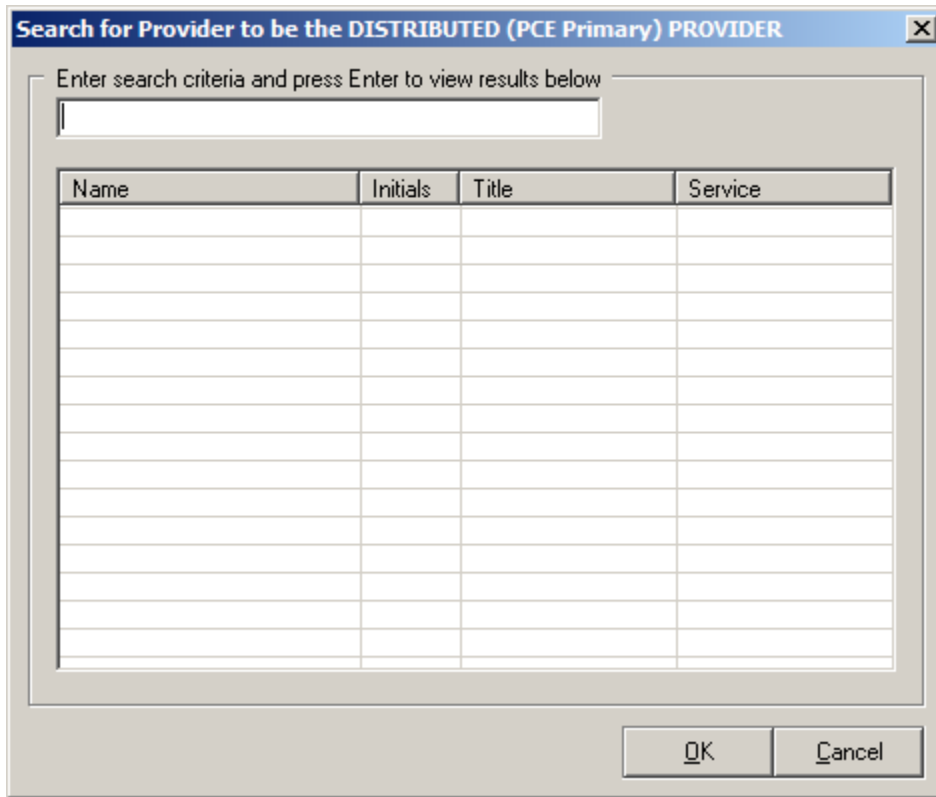 Search for Provider to be the DISTRIBUTED (PCE Primary) PROVIDER
Enter search criteria and press Enter to view results below
Name Initials Title Service
OK Cancel